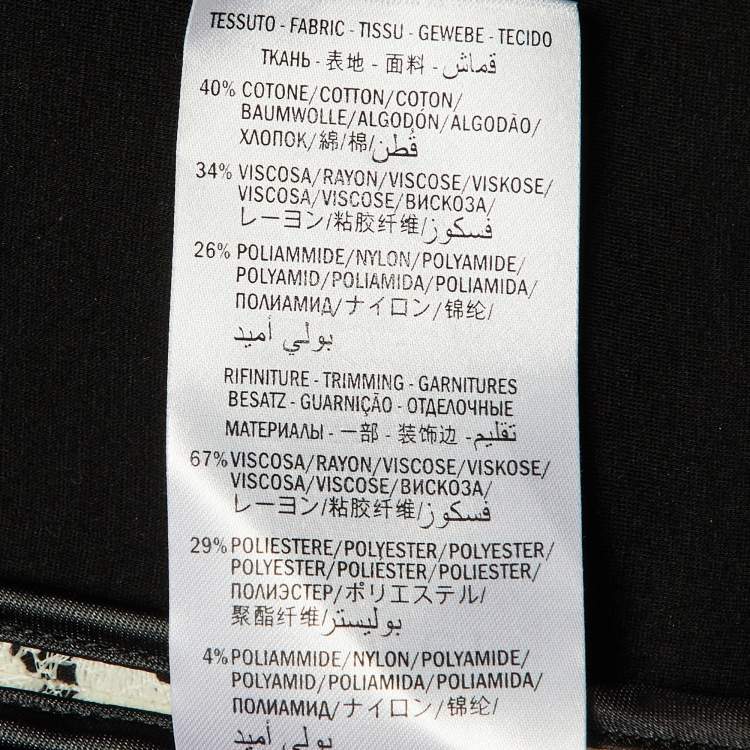 TESSUTO - FABRIC - TISSU - GEWEBE - TECIDO
ТКАНЬ - 表地 - 面料 - قماش
40% COTONE/COTTON/COTON/
BAUMWOLLE/ALGODÓN/ALGODÃO/
ХЛОПОК/綿/棉/قُطن
34% VISCOSA/RAYON/VISCOSE/VISKOSE/
VISCOSA/VISCOSE/ВИСКОЗА/
レーヨン/粘胶纤维/فسكوز
26% POLIAMMIDE/NYLON/POLYAMIDE/
POLYAMID/POLIAMIDA/POLIAMIDA/
ПОЛИАМИД/ナイロン/锦纶/
بولي أميد
RIFINITURE - TRIMMING - GARNITURES
BESATZ - GUARNIÇÃO - ОТДЕЛОЧНЫЕ
МАТЕРИАЛЫ - 一部 - 装饰边 - تقليم
67% VISCOSA/RAYON/VISCOSE/VISKOSE/
VISCOSA/VISCOSE/ВИСКОЗА/
レーヨン/粘胶纤维/فسكوز
29% POLIESTERE/POLYESTER/POLYESTER/
POLYESTER/POLIÉSTER/POLIESTER/
ПОЛИЭСТЕР/ポリエステル/
聚酯纤维/بوليستر
4% POLIAMMIDE/NYLON/POLYAMIDE/
POLYAMID/POLIAMIDA/POLIAMIDA/
ПОЛИАМИД/ナイロン/锦纶/
بولي أميد